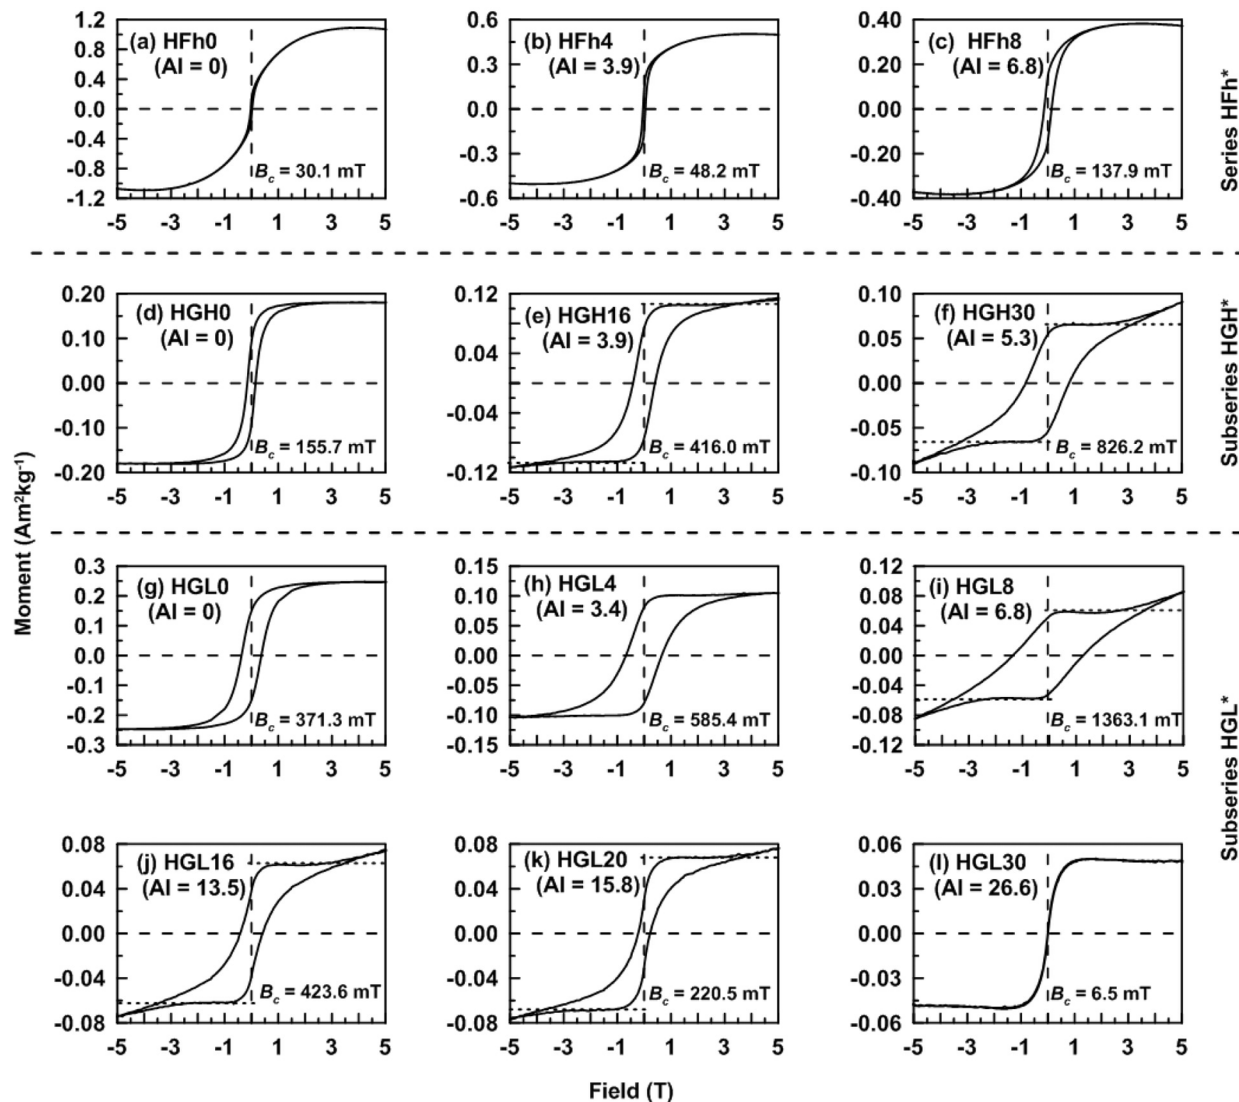 1.2
0.8
0.4
0.0
-0.4
-0.8
-1.2
(a) HFh0
(Al = 0)
Bc = 30.1 mT
-5 -3 -1 1 3 5
0.6
0.3
0.0
-0.3
-0.6
(b) HFh4
(Al = 3.9)
Bc = 48.2 mT
-5 -3 -1 1 3 5
0.40
0.20
0.00
-0.20
-0.40
(c) HFh8
(Al = 6.8)
Bc = 137.9 mT
-5 -3 -1 1 3 5
Series HFh*
0.20
0.10
0.00
-0.10
-0.20
(d) HGH0
(Al = 0)
Bc = 155.7 mT
-5 -3 -1 1 3 5
0.12
0.04
-0.04
-0.12
(e) HGH16
(Al = 3.9)
Bc = 416.0 mT
-5 -3 -1 1 3 5
0.10
0.05
0.00
-0.05
-0.10
(f) HGH30
(Al = 5.3)
Bc = 826.2 mT
-5 -3 -1 1 3 5
Subseries HGH*
Moment (Am²kg⁻¹)
0.3
0.2
0.1
0.0
-0.1
-0.2
-0.3
(g) HGL0
(Al = 0)
Bc = 371.3 mT
-5 -3 -1 1 3 5
0.15
0.10
0.05
0.00
-0.05
-0.10
-0.15
(h) HGL4
(Al = 3.4)
Bc = 585.4 mT
-5 -3 -1 1 3 5
0.12
0.08
0.04
0.00
-0.04
-0.08
-0.12
(i) HGL8
(Al = 6.8)
Bc = 1363.1 mT
-5 -3 -1 1 3 5
Subseries HGL*
0.08
0.04
0.00
-0.04
-0.08
(j) HGL16
(Al = 13.5)
Bc = 423.6 mT
-5 -3 -1 1 3 5
0.08
0.04
0.00
-0.04
-0.08
(k) HGL20
(Al = 15.8)
Bc = 220.5 mT
-5 -3 -1 1 3 5
0.06
0.03
0.00
-0.03
-0.06
(l) HGL30
(Al = 26.6)
Bc = 6.5 mT
-5 -3 -1 1 3 5
Field (T)